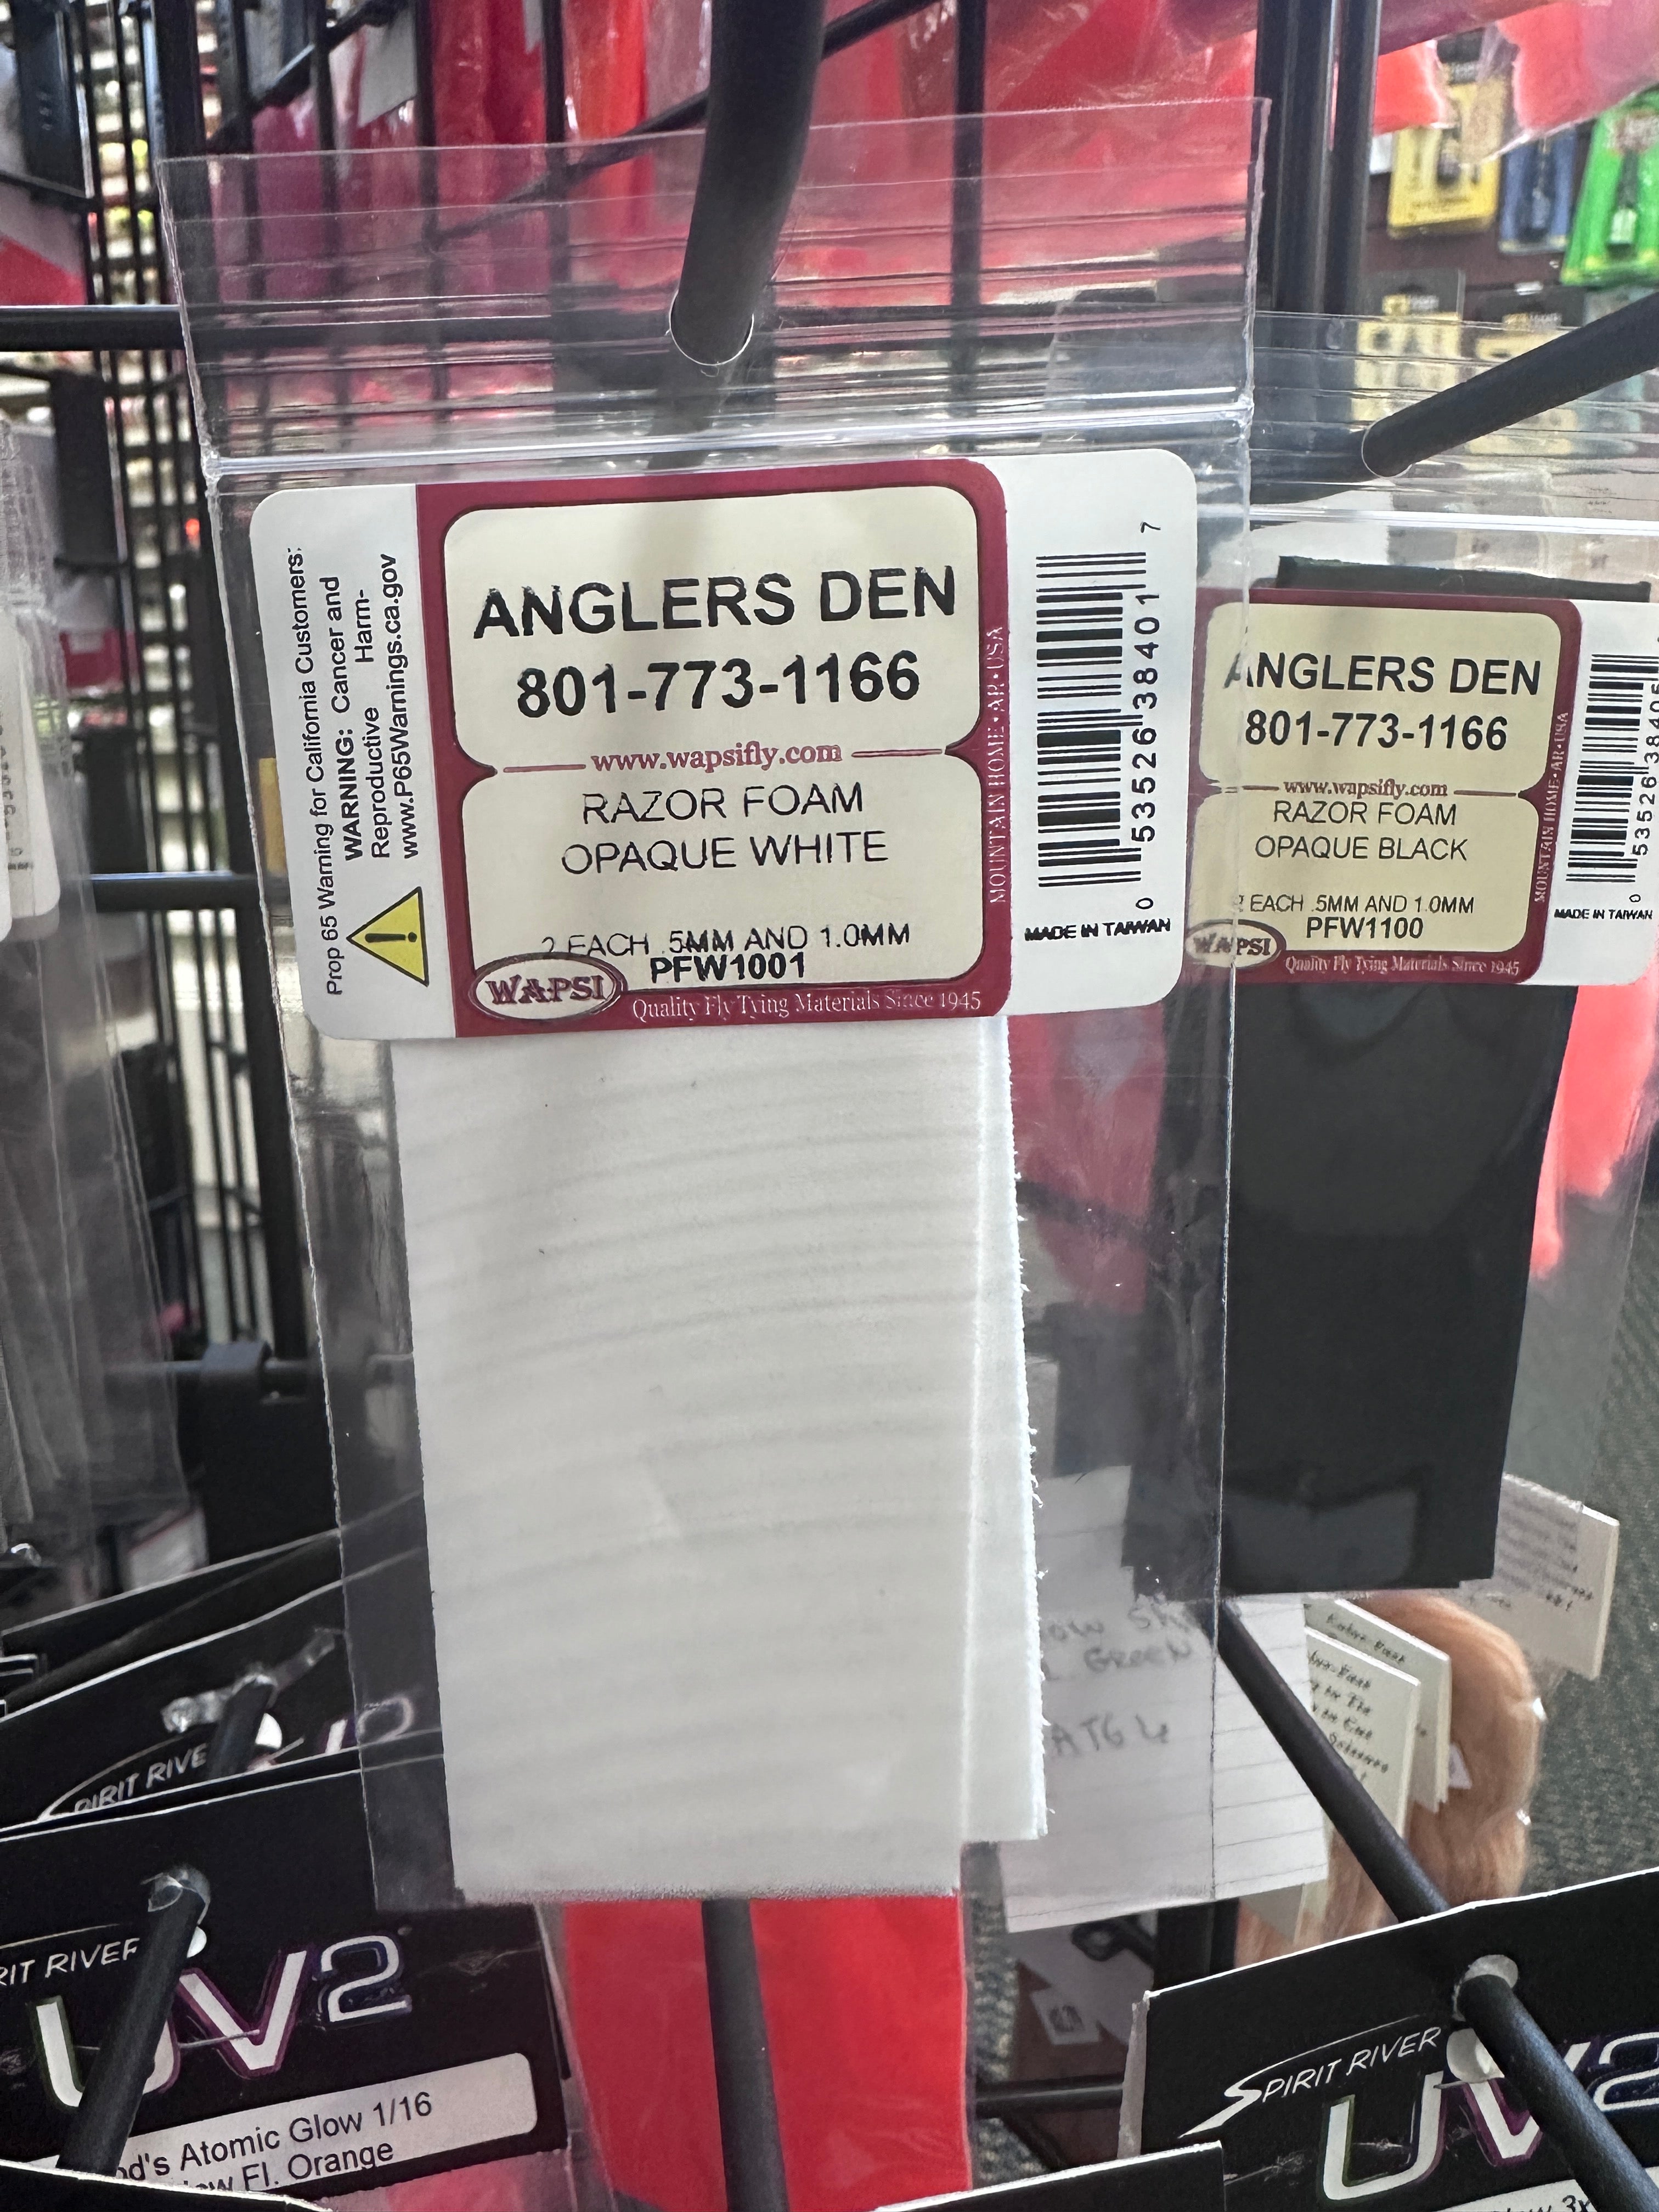 Prop 65 Warning for California Customers:
WARNING: Cancer and
Reproductive Harm-
www.P65Warnings.ca.gov
ANGLERS DEN
801-773-1166
www.wapsifly.com
RAZOR FOAM
OPAQUE WHITE
2 EACH .5MM AND 1.0MM
PFW1001
WAPSI
Quality Fly Tying Materials Since 1945
MOUNTAIN HOME•AR•USA
0 53526 38401 7
MADE IN TAIWAN
ANGLERS DEN
801-773-1166
www.wapsifly.com
RAZOR FOAM
OPAQUE BLACK
EACH .5MM AND 1.0MM
PFW1100
WAPSI
Quality Fly Tying Materials Since 1945
MOUNTAIN HOME•AR•USA
0 53526 38405
MADE IN TAIWAN
GREEN
SPIRIT RIVER
UV2
Atomic Glow 1/16
Fl. Orange
SPIRIT RIVER
UV2